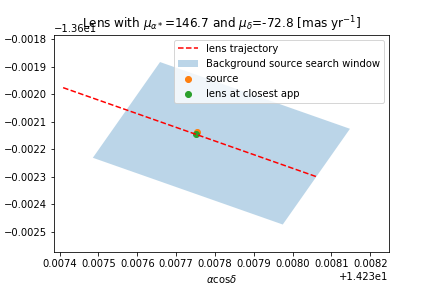 Lens with μα* =146.7 and μδ=-72.8 [mas yr⁻¹]
−1.36e1
−0.0018
−0.0019
−0.0020
−0.0021
−0.0022
−0.0023
−0.0024
−0.0025
lens trajectory
Background source search window
source
lens at closest app
0.0074 0.0075 0.0076 0.0077 0.0078 0.0079 0.0080 0.0081 0.0082
+1.423e1
αcosδ